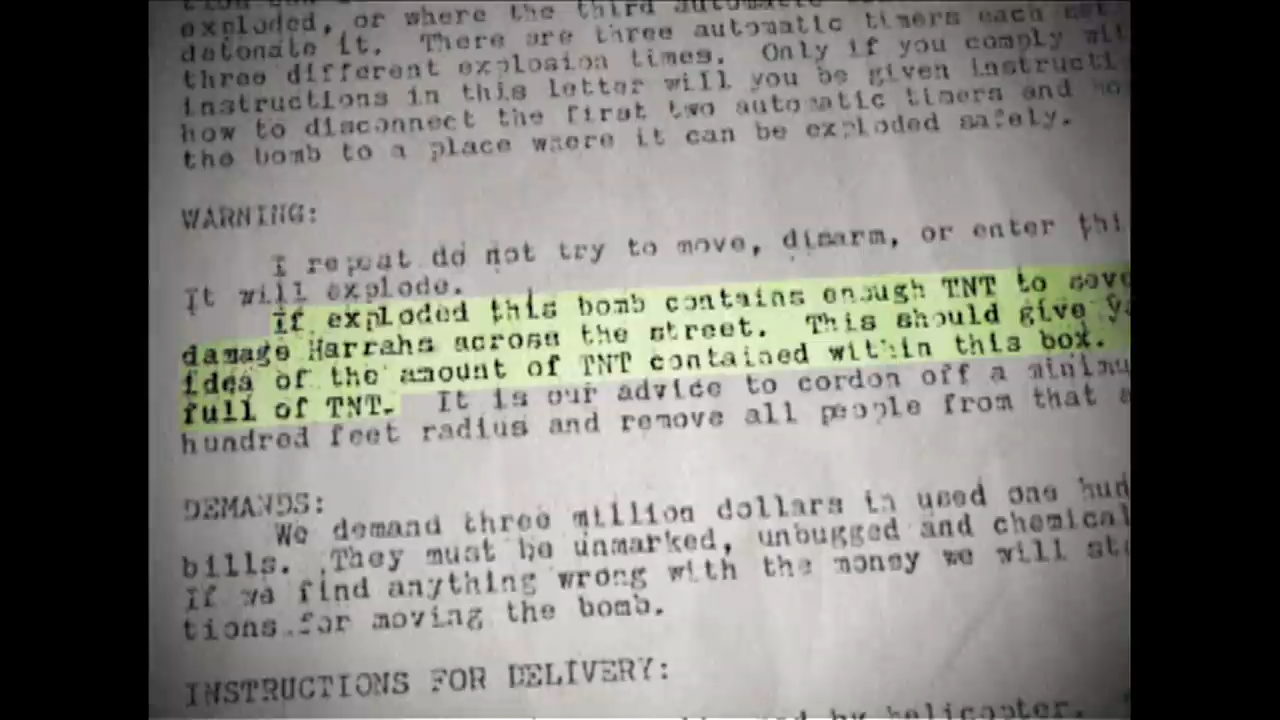 exploded, or where the third automatic
detonate it. There are three automatic timers each set
three different explosion times. Only if you comply
instructions in this letter will you be given
how to disconnect the first two automatic timers and
the bomb to a place where it can be exploded safely.
WARNING:
I repeat do not try to move, dimarm, or enter
It will explode.
If exploded this bomb contains enough TNT to
damage Harrahs across the street. This should give
idea of the amount of TNT contained within this box.
full of TNT. It is our advice to cordon off a
hundred feet radius and remove all people from that
DEMANDS:
We demand three million dollars in used one
bills. They must be unmarked, unbugged and
If we find anything wrong with the money we will
tions for moving the bomb.
INSTRUCTIONS FOR DELIVERY:
by helicopter.